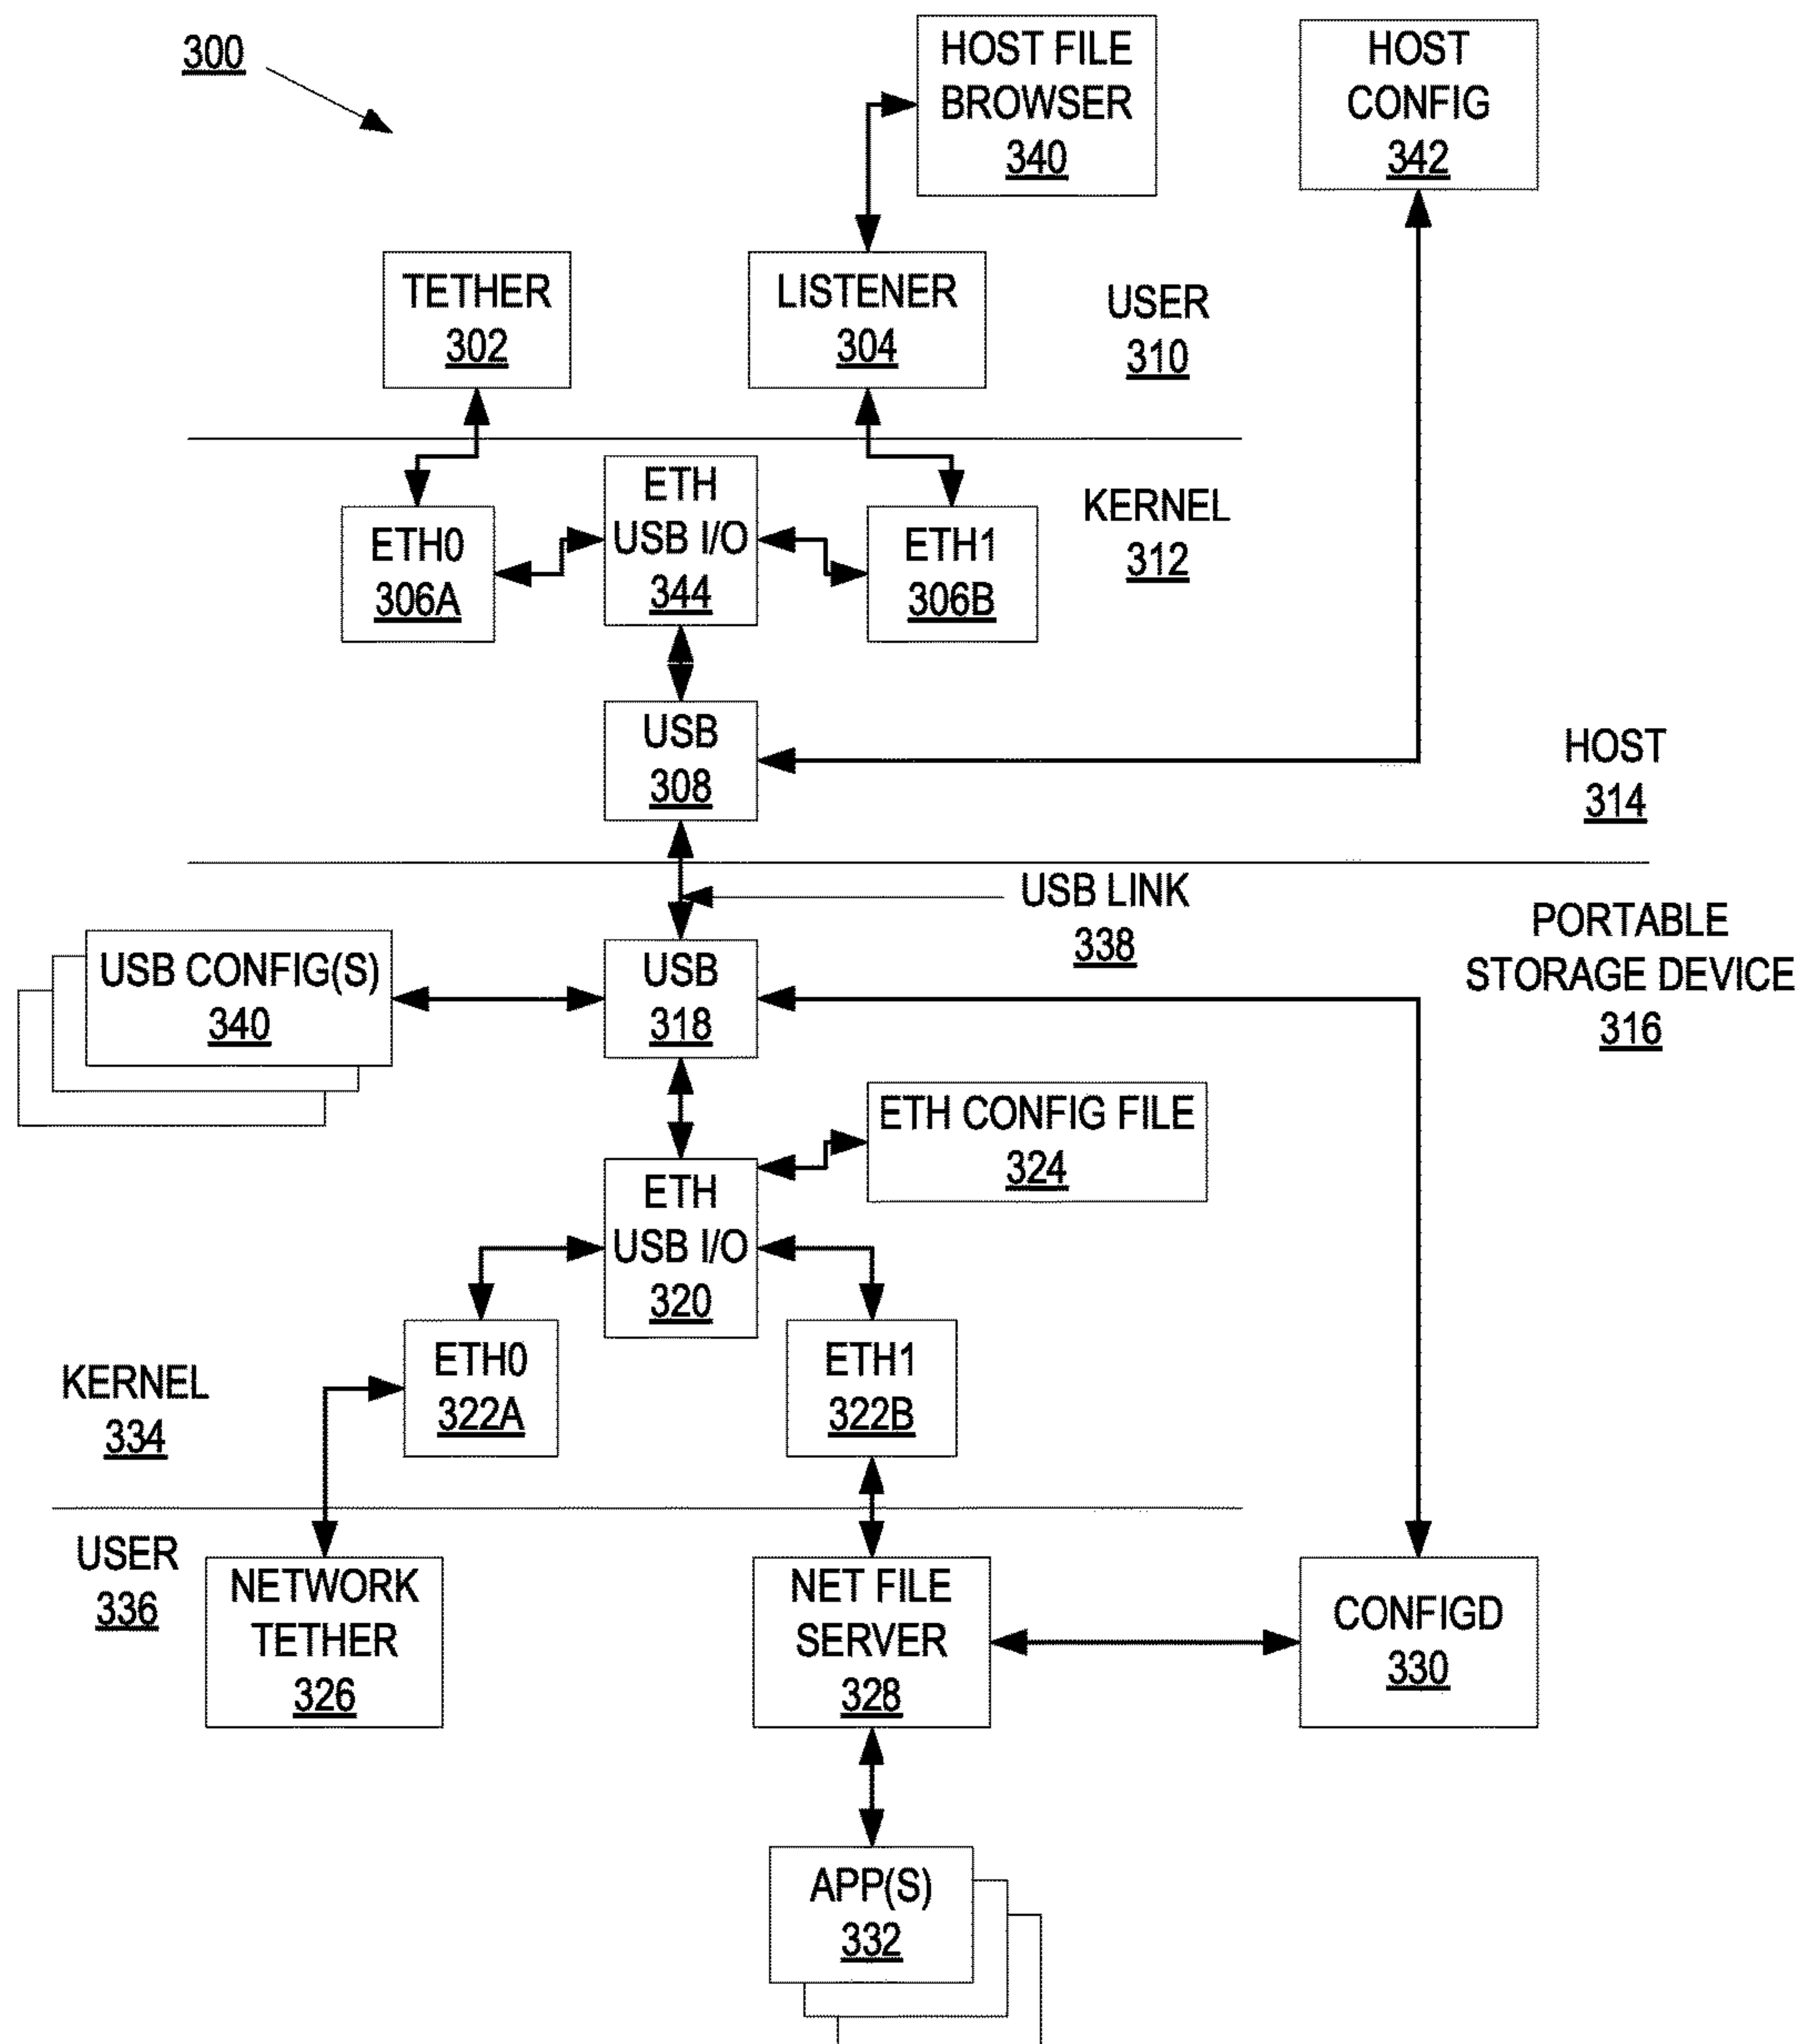 300
HOST FILE
BROWSER
340
HOST
CONFIG
342
TETHER
302
LISTENER
304
USER
310
ETH0
306A
ETH
USB I/O
344
ETH1
306B
KERNEL
312
USB
308
HOST
314
USB LINK
338
PORTABLE
STORAGE DEVICE
316
USB CONFIG(S)
340
USB
318
ETH CONFIG FILE
324
ETH
USB I/O
320
ETH0
322A
ETH1
322B
KERNEL
334
USER
336
NETWORK
TETHER
326
NET FILE
SERVER
328
CONFIGD
330
APP(S)
332